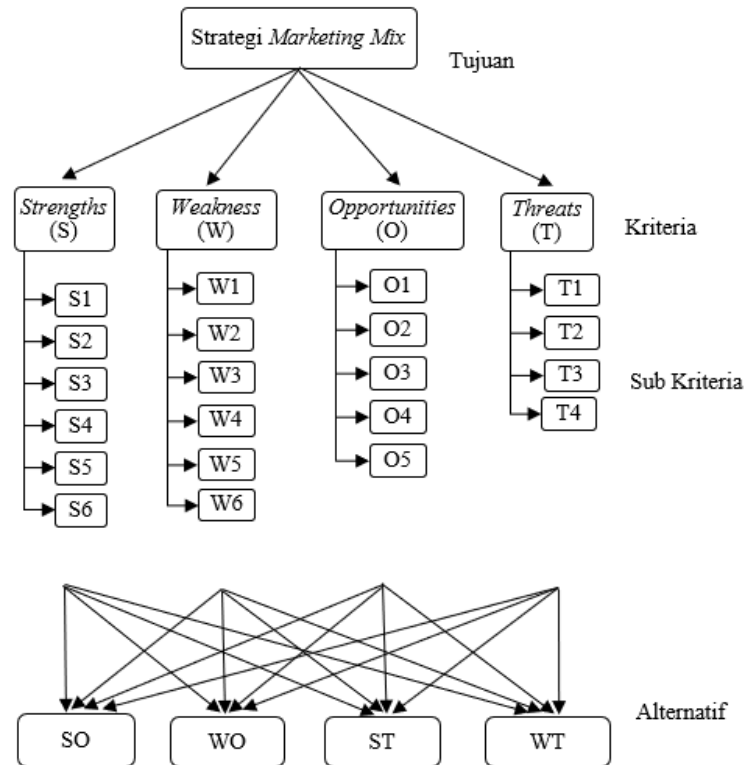 Strategi Marketing Mix
Tujuan
Strengths
(S)
Weakness
(W)
Opportunities
(O)
Threats
(T)
Kriteria
S1
S2
S3
S4
S5
S6
W1
W2
W3
W4
W5
W6
O1
O2
O3
O4
O5
T1
T2
T3
T4
Sub Kriteria
SO
WO
ST
WT
Alternatif